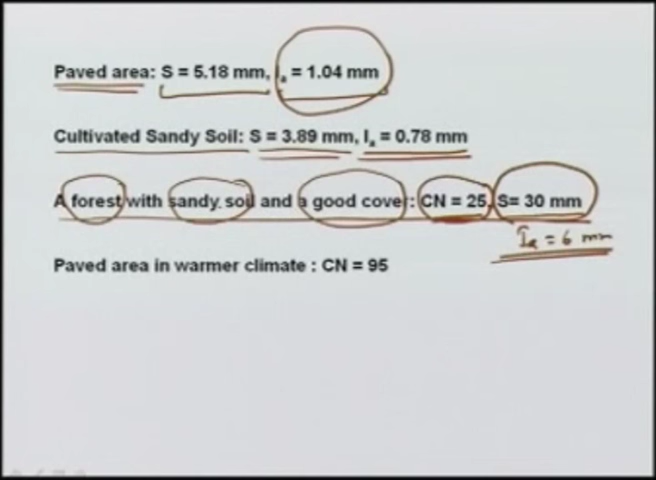 Paved area: S = 5.18 mm, Ia = 1.04 mm
Cultivated Sandy Soil: S = 3.89 mm, Ia = 0.78 mm
A forest with sandy soil and a good cover: CN = 25, S= 30 mm
Ia = 6 mm
Paved area in warmer climate : CN = 95